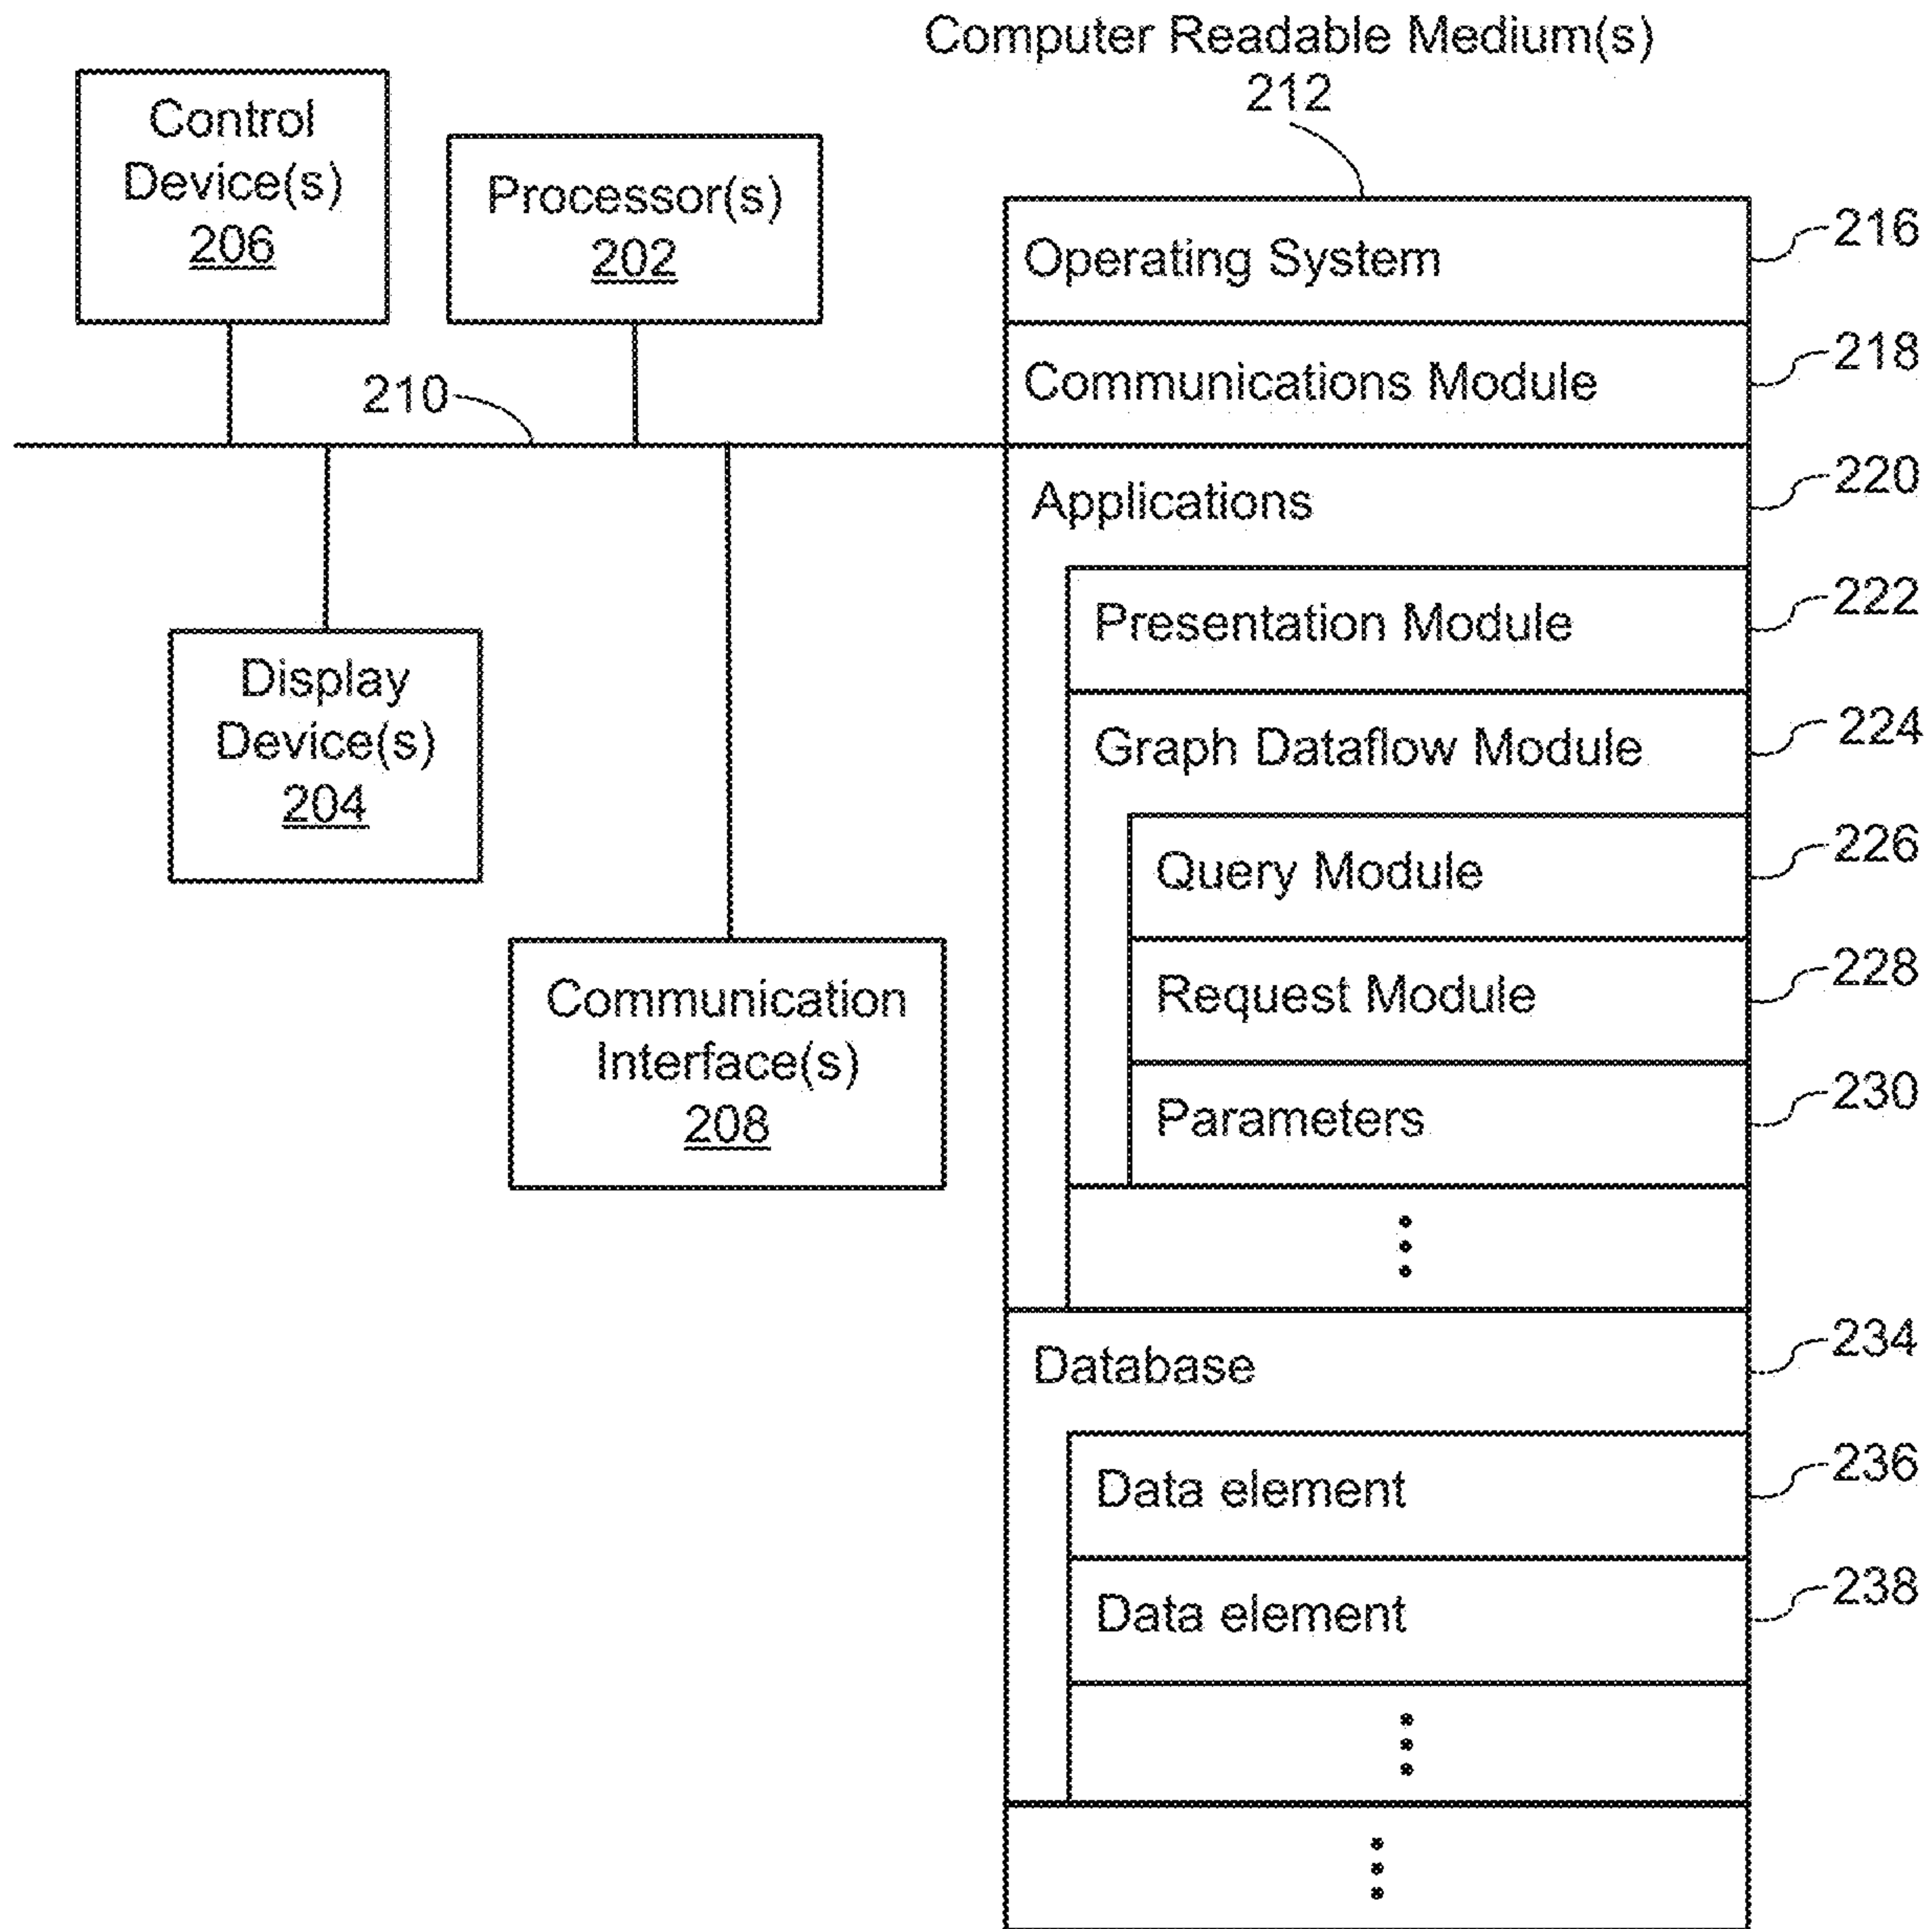 Computer Readable Medium(s)
212
Control
Device(s)
206
Processor(s)
202
210
Display
Device(s)
204
Communication
Interface(s)
208
Operating System
216
Communications Module
218
Applications
220
Presentation Module
222
Graph Dataflow Module
224
Query Module
226
Request Module
228
Parameters
230
Database
234
Data element
236
Data element
238